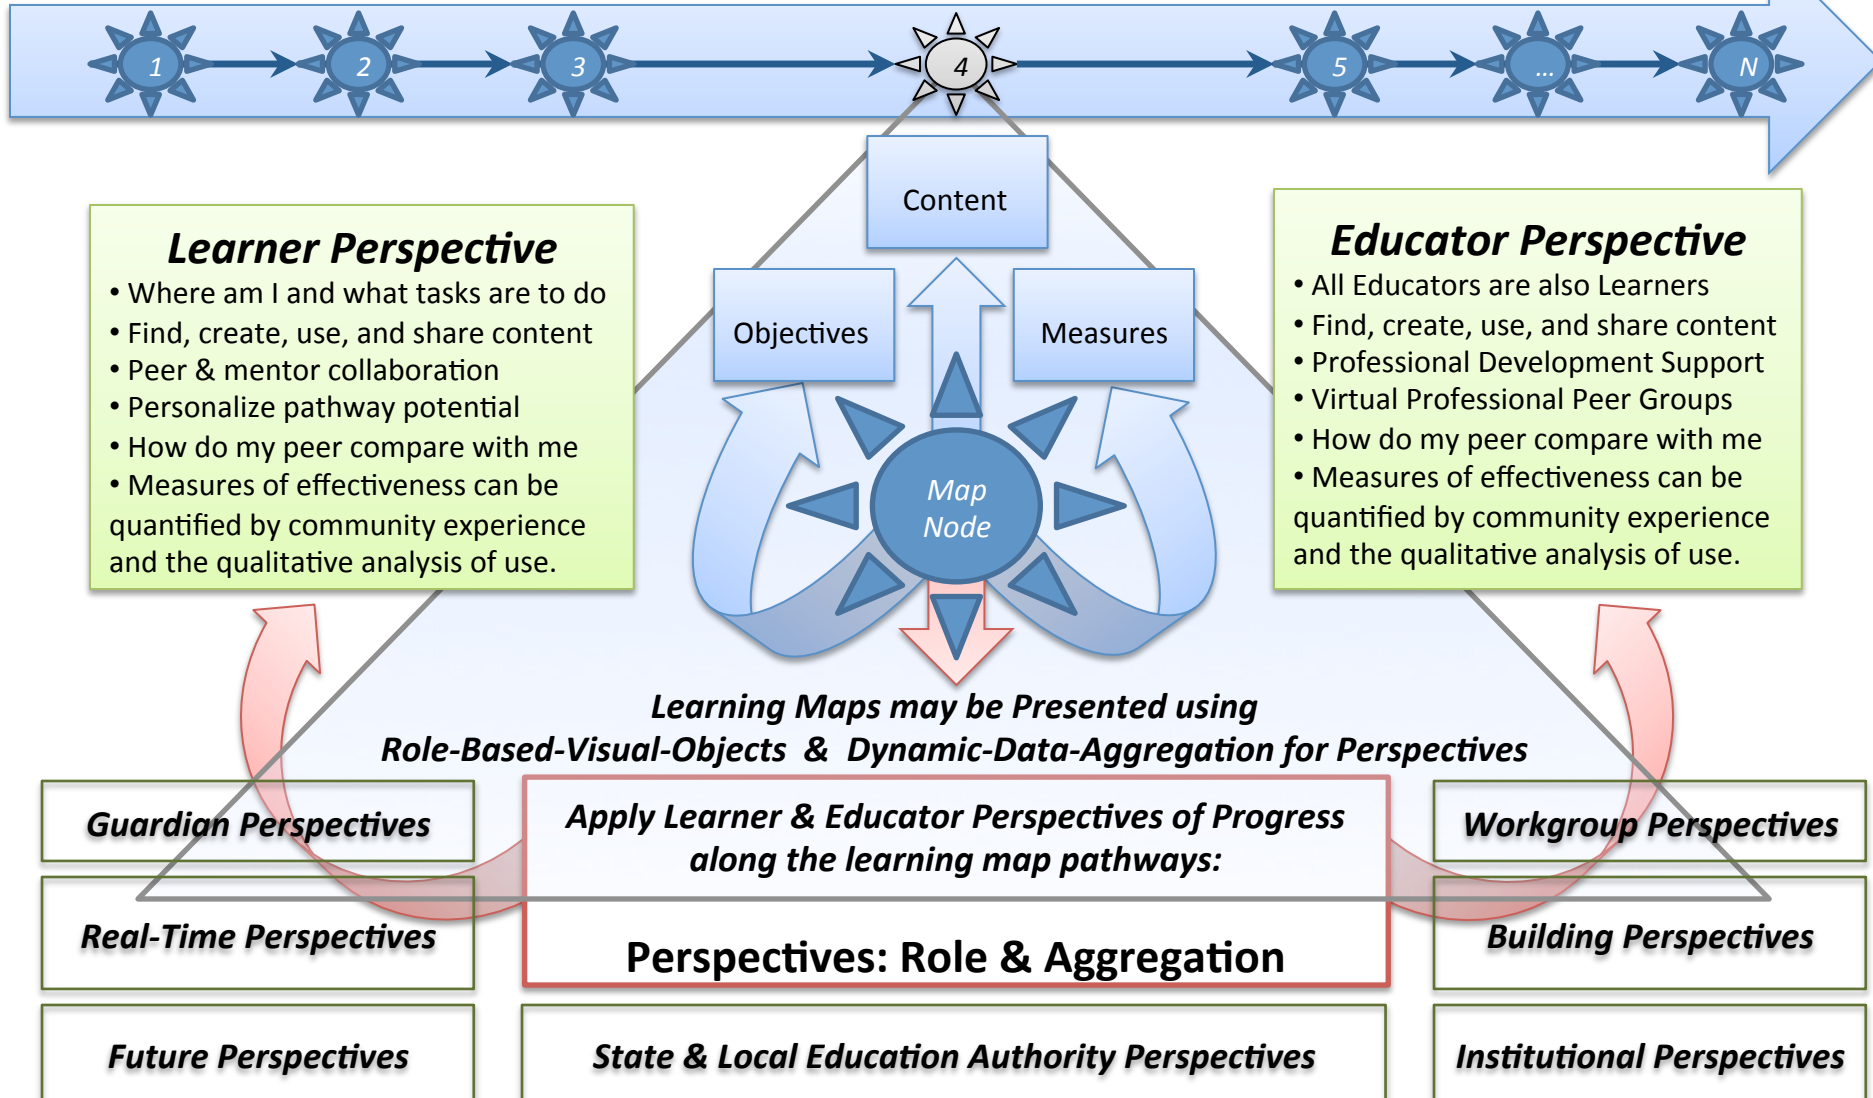 1
2
3
4
5
...
N
Content
Objectives
Measures
Learner Perspective
• Where am I and what tasks are to do
• Find, create, use, and share content
• Peer & mentor collaboration
• Personalize pathway potential
• How do my peer compare with me
• Measures of effectiveness can be
quantified by community experience
and the qualitative analysis of use.
Educator Perspective
• All Educators are also Learners
• Find, create, use, and share content
• Professional Development Support
• Virtual Professional Peer Groups
• How do my peer compare with me
• Measures of effectiveness can be
quantified by community experience
and the qualitative analysis of use.
Map
Node
Learning Maps may be Presented using
Role-Based-Visual-Objects & Dynamic-Data-Aggregation for Perspectives
Guardian Perspectives
Apply Learner & Educator Perspectives of Progress
along the learning map pathways:
Workgroup Perspectives
Real-Time Perspectives
Perspectives: Role & Aggregation
Building Perspectives
Future Perspectives
State & Local Education Authority Perspectives
Institutional Perspectives